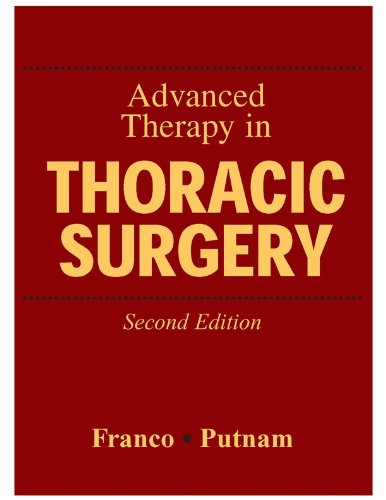 Advanced
Therapy in
THORACIC
SURGERY
Second Edition
Franco • Putnam